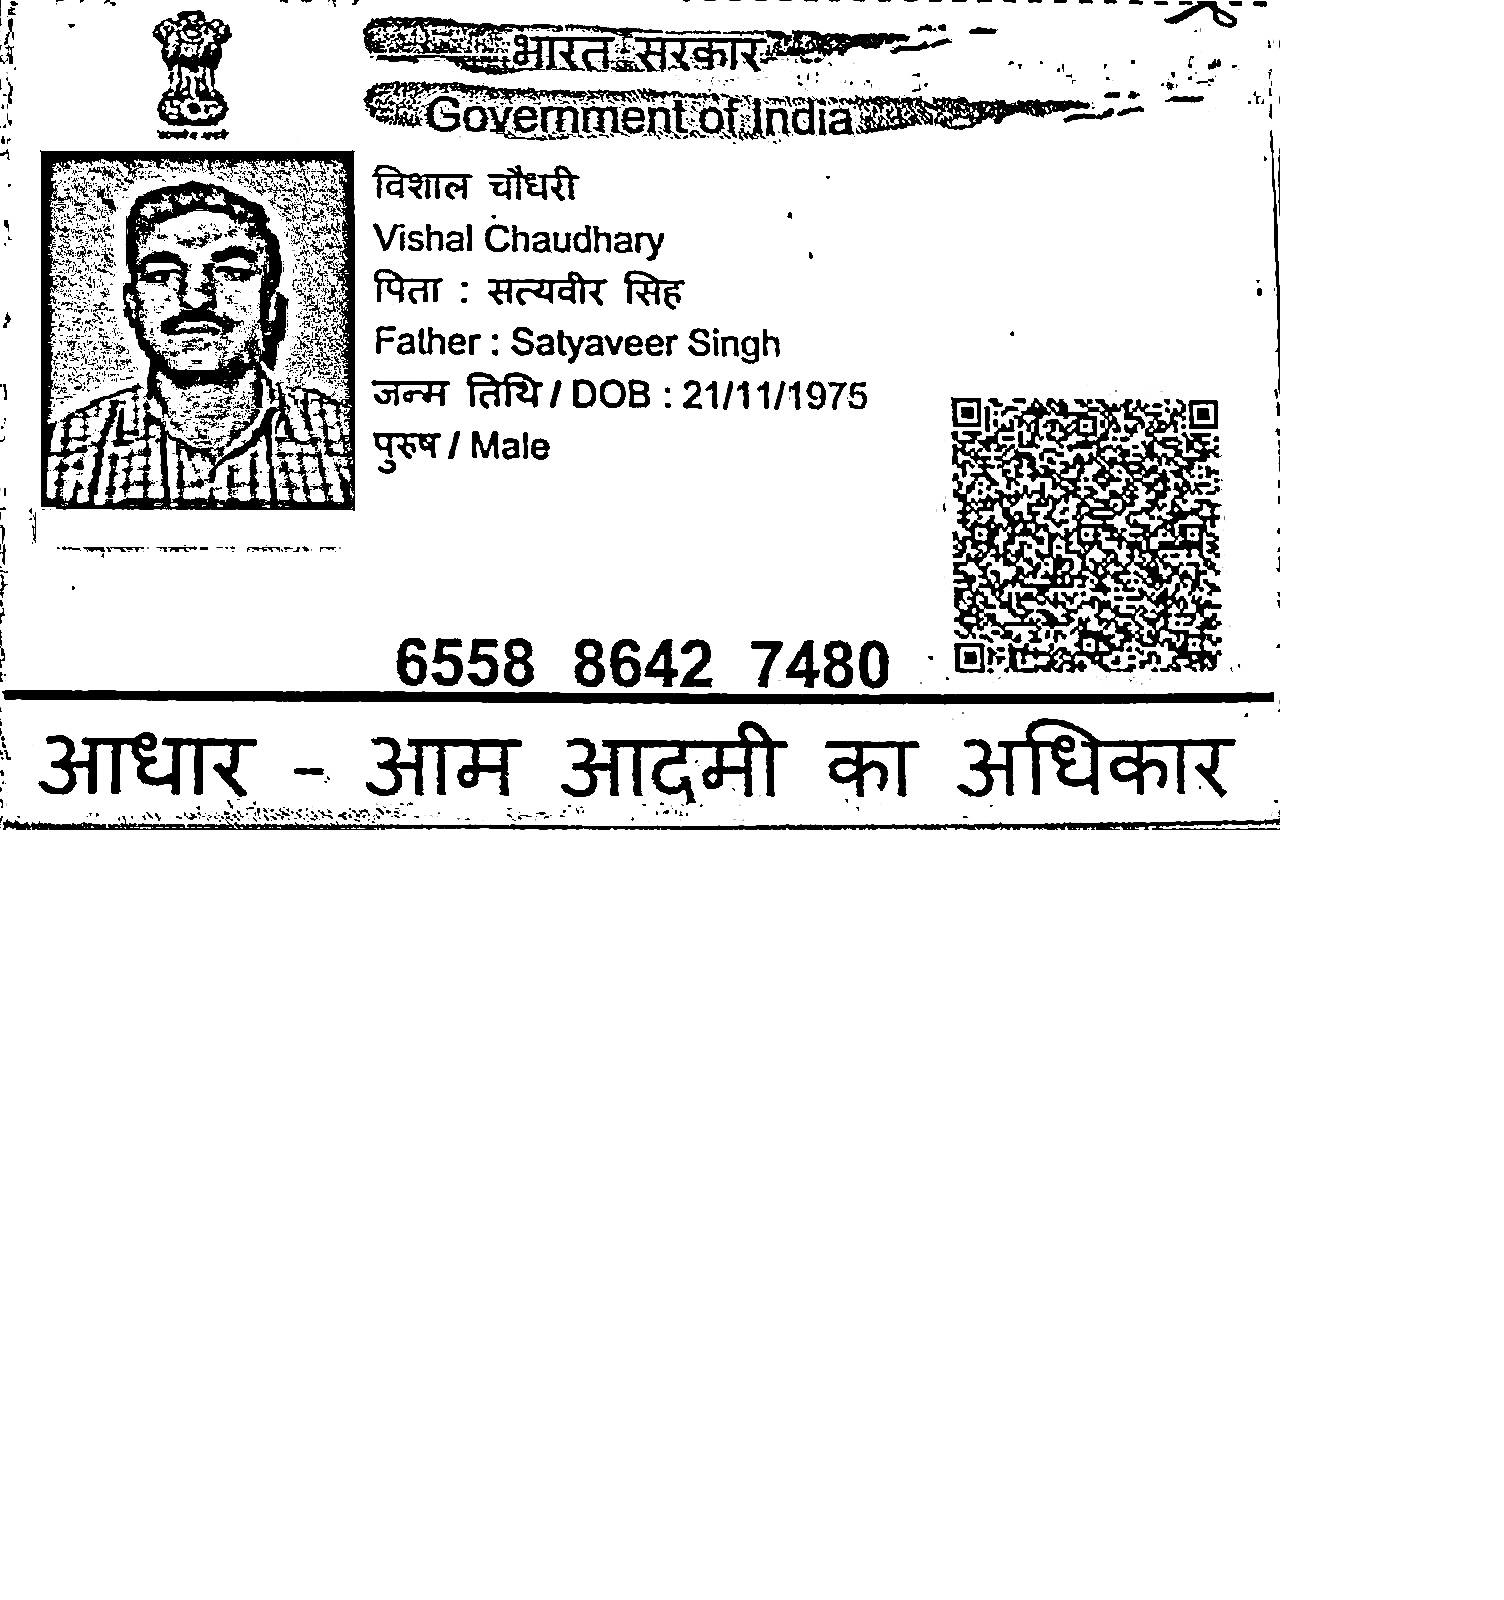 भारत सरकार
Government of India
विशाल चौधरी
Vishal Chaudhary
पिता : सत्यवीर सिंह
Father : Satyaveer Singh
जन्म तिथि / DOB : 21/11/1975
पुरुष / Male
6558 8642 7480
आधार - आम आदमी का अधिकार